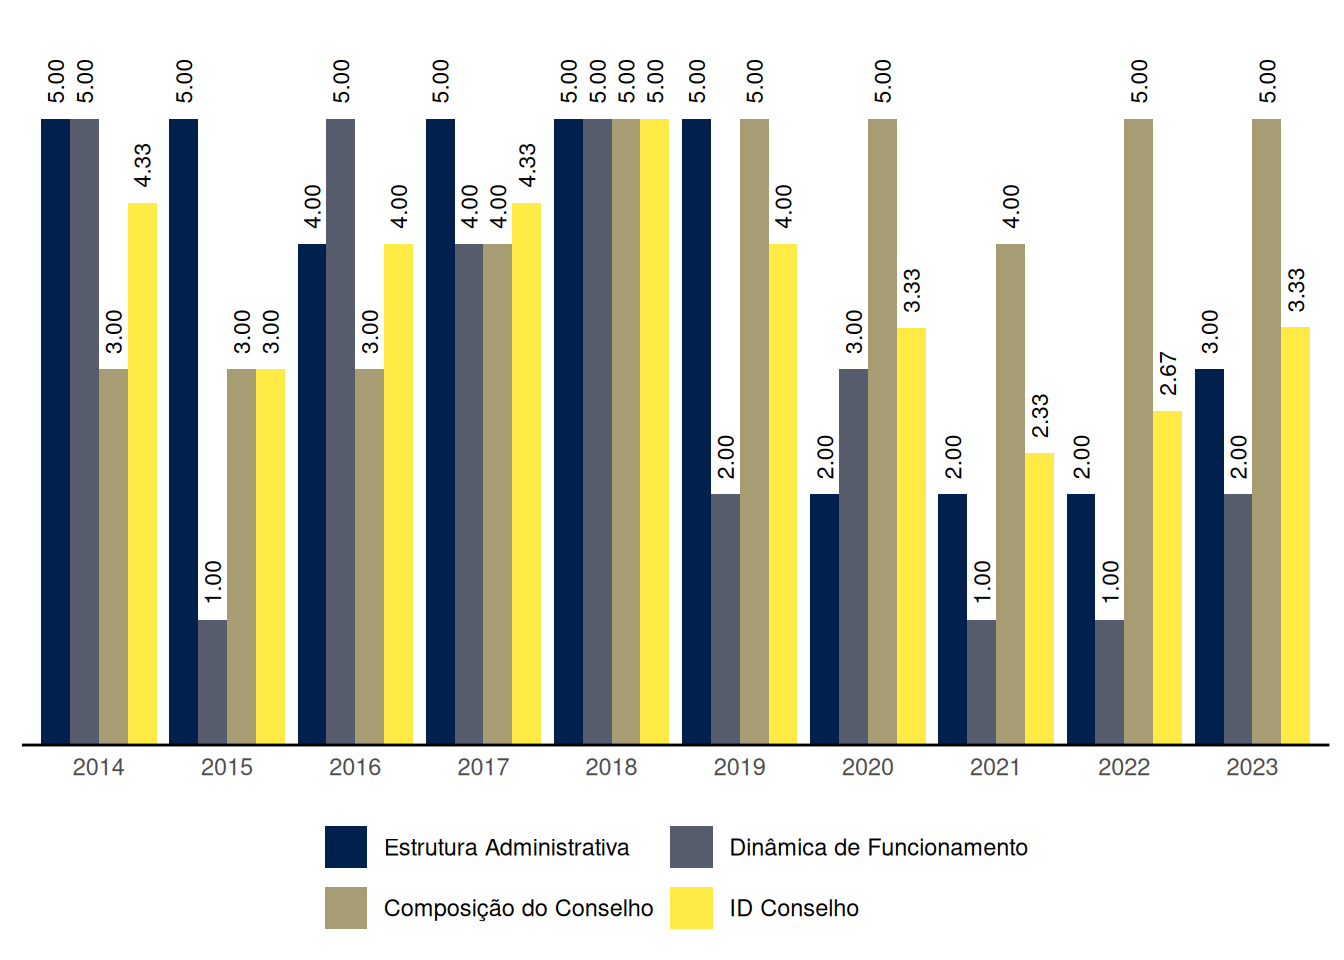 5.00 5.00 3.00 4.33 5.00 1.00 3.00 3.00 4.00 5.00 3.00 4.00 5.00 4.00 4.00 4.33 5.00 5.00 5.00 5.00 5.00 2.00 5.00 4.00 2.00 3.00 5.00 3.33 2.00 1.00 4.00 2.33 2.00 1.00 5.00 2.67 3.00 2.00 5.00 3.33
2014 2015 2016 2017 2018 2019 2020 2021 2022 2023
Estrutura Administrativa Dinâmica de Funcionamento
Composição do Conselho ID Conselho